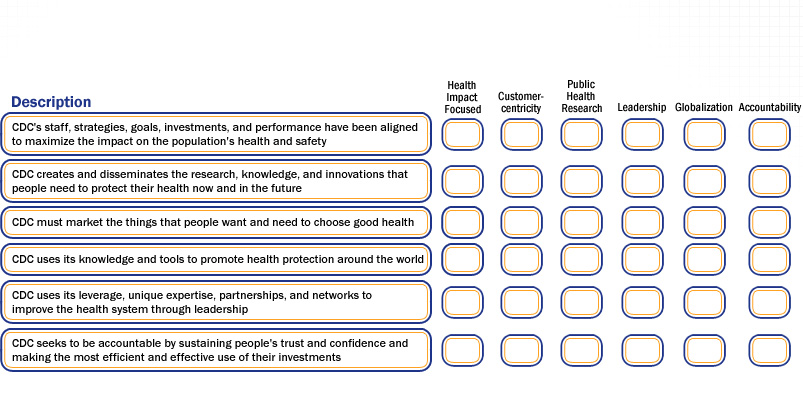 Description
Health
Impact
Focused
Customer-
centricity
Public
Health
Research
Leadership
Globalization
Accountability
CDC's staff, strategies, goals, investments, and performance have been aligned
to maximize the impact on the population's health and safety
CDC creates and disseminates the research, knowledge, and innovations that
people need to protect their health now and in the future
CDC must market the things that people want and need to choose good health
CDC uses its knowledge and tools to promote health protection around the world
CDC uses its leverage, unique expertise, partnerships, and networks to
improve the health system through leadership
CDC seeks to be accountable by sustaining people's trust and confidence and
making the most efficient and effective use of their investments